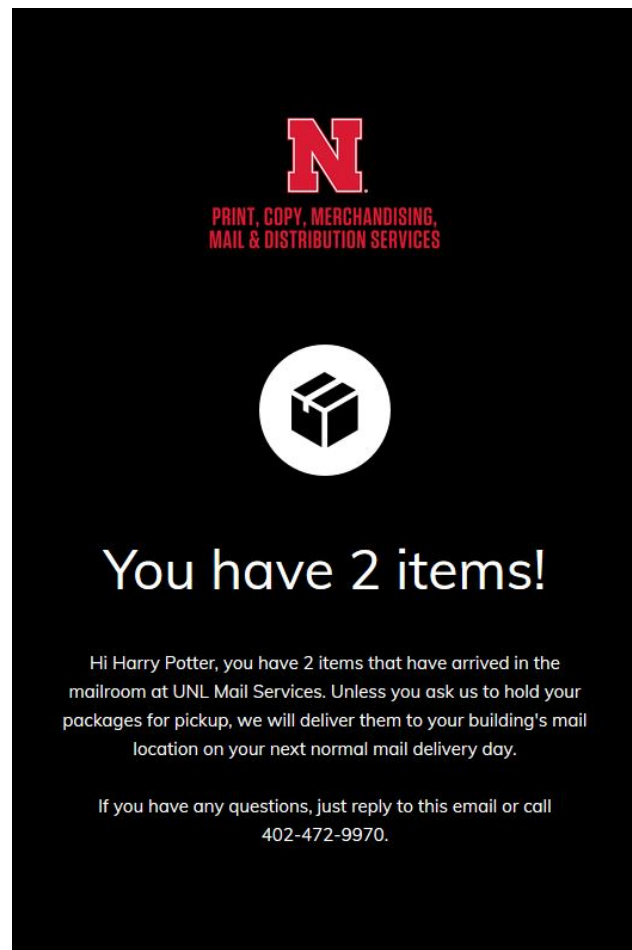 N
PRINT, COPY, MERCHANDISING,
MAIL & DISTRIBUTION SERVICES
You have 2 items!
Hi Harry Potter, you have 2 items that have arrived in the
mailroom at UNL Mail Services. Unless you ask us to hold your
packages for pickup, we will deliver them to your building's mail
location on your next normal mail delivery day.
If you have any questions, just reply to this email or call
402-472-9970.